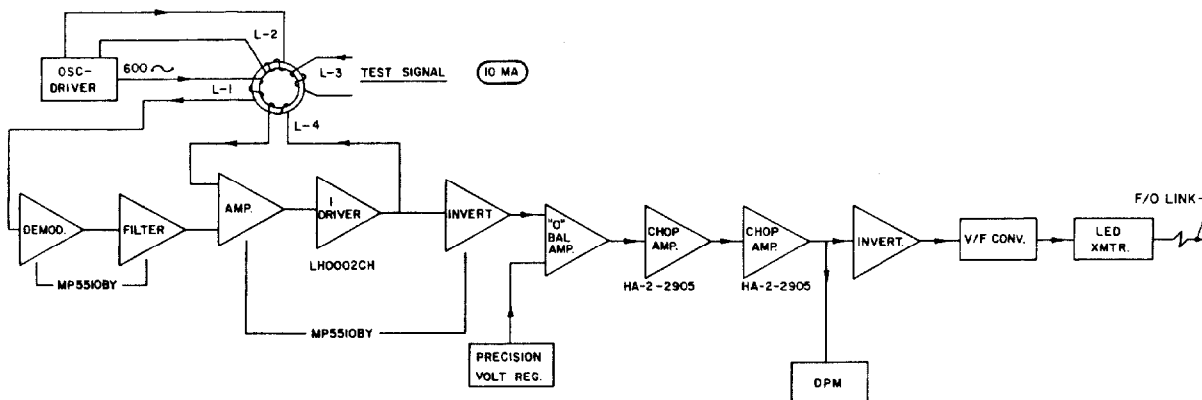 L-2
OSC-
DRIVER
600 ~
L-1
L-3
TEST SIGNAL
10 MA
L-4
DEMOD.
FILTER
AMP.
I
DRIVER
INVERT
"O"
BAL
AMP.
CHOP
AMP.
CHOP
AMP.
INVERT.
V/F CONV.
LED
XMTR.
F/O LINK-
MP5510BY
LH0002CH
HA-2-2905
HA-2-2905
MP5510BY
PRECISION
VOLT REG.
DPM